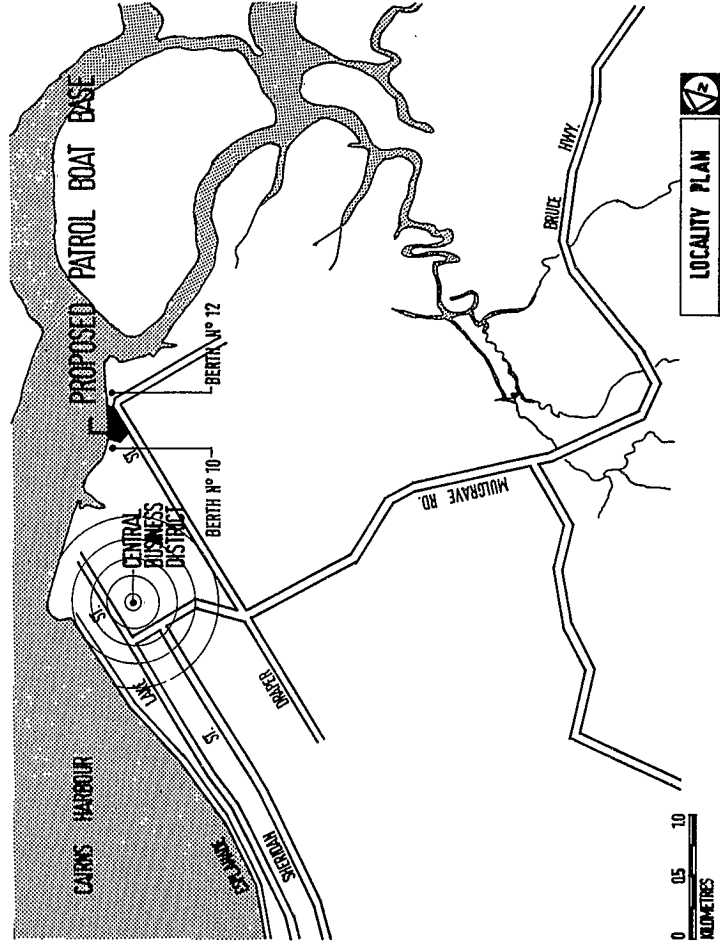 PROPOSED PATROL BOAT BASE
CAIRNS HARBOUR
BERTH Nº 12
BERTH Nº 10
ST.
CENTRAL
BUSINESS
DISTRICT
ST.
LAKE
ST.
DRAPER
ESPLANADE
SHERIDAN
MULGRAVE RD.
BRUCE HWY.
LOCALITY PLAN
N
0 0.5 1.0
KILOMETRES